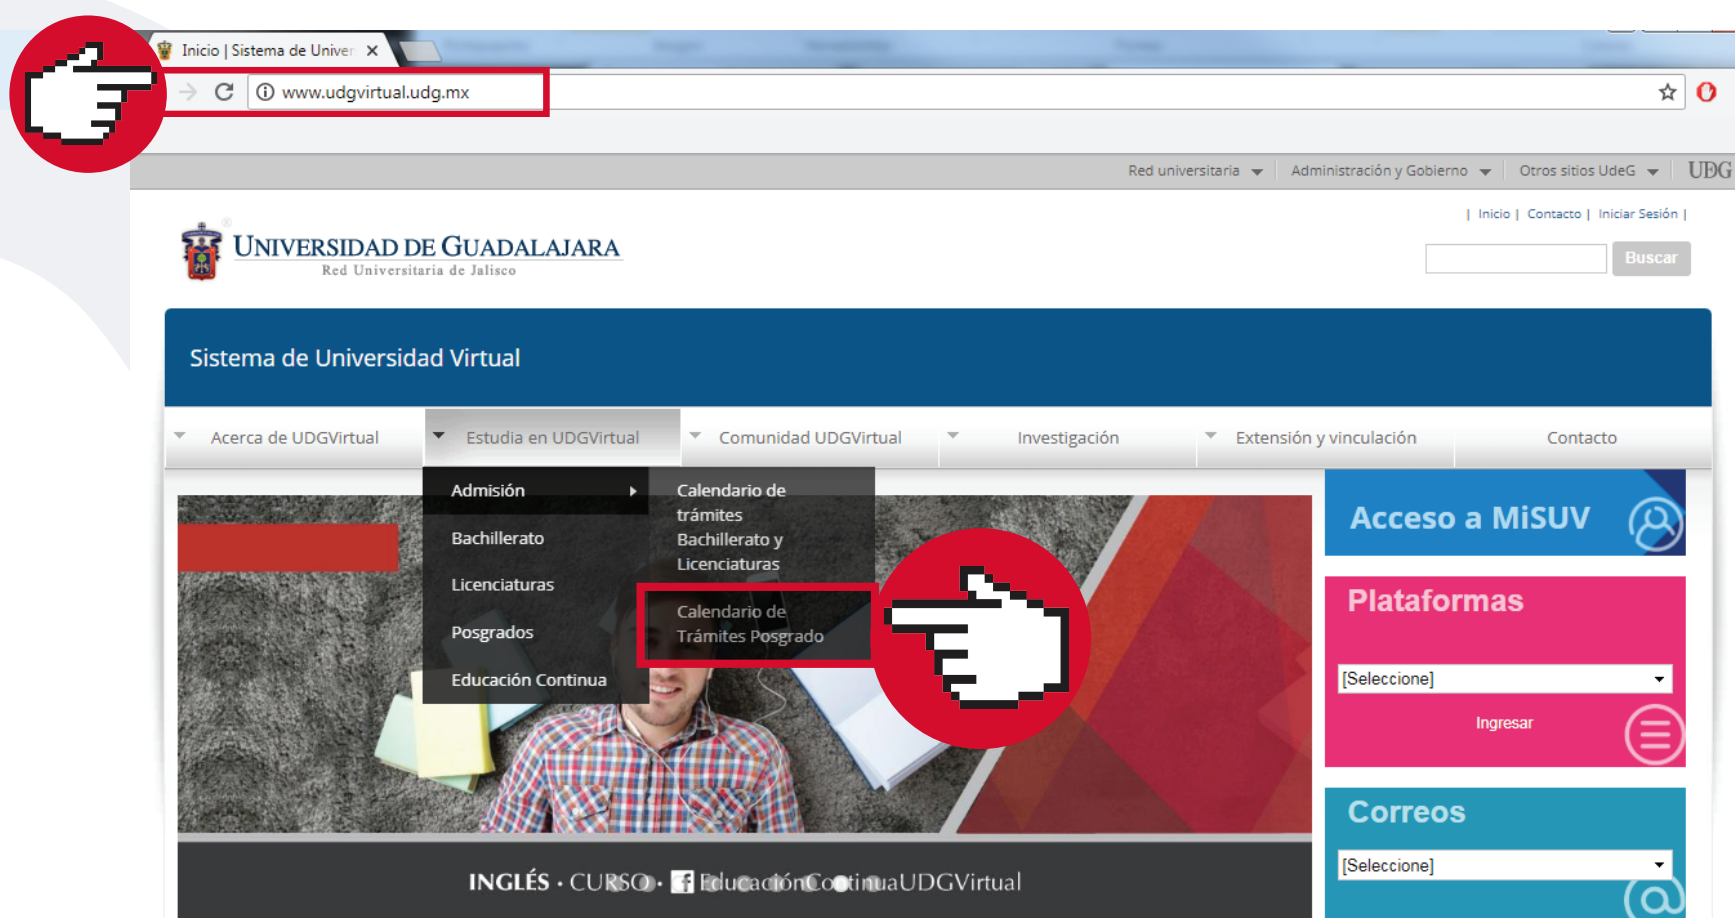 Inicio | Sistema de Univer
www.udgvirtual.udg.mx
Red universitaria
Administración y Gobierno
Otros sitios UdeG
UDG
| Inicio | Contacto | Iniciar Sesión |
®
UNIVERSIDAD DE GUADALAJARA
Red Universitaria de Jalisco
Buscar
Sistema de Universidad Virtual
Acerca de UDGVirtual
Estudia en UDGVirtual
Comunidad UDGVirtual
Investigación
Extensión y vinculación
Contacto
Admisión
Bachillerato
Licenciaturas
Posgrados
Educación Continua
Calendario de
trámites
Bachillerato y
Licenciaturas
Calendario de
Trámites Posgrado
Acceso a MiSUV
Plataformas
[Seleccione]
Ingresar
Correos
[Seleccione]
INGLÉS · CURSO · EducaciónContinuaUDGVirtual